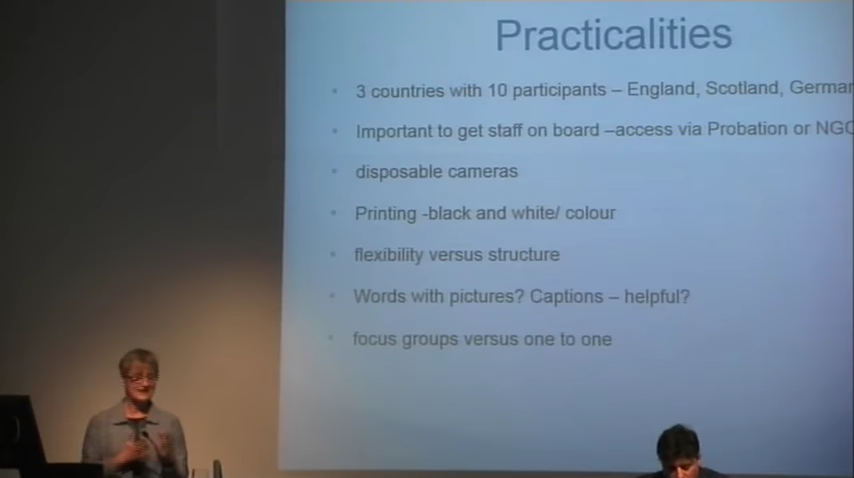 Practicalities
3 countries with 10 participants – England, Scotland, German
Important to get staff on board –access via Probation or NGO
disposable cameras
Printing -black and white/ colour
flexibility versus structure
Words with pictures? Captions – helpful?
focus groups versus one to one